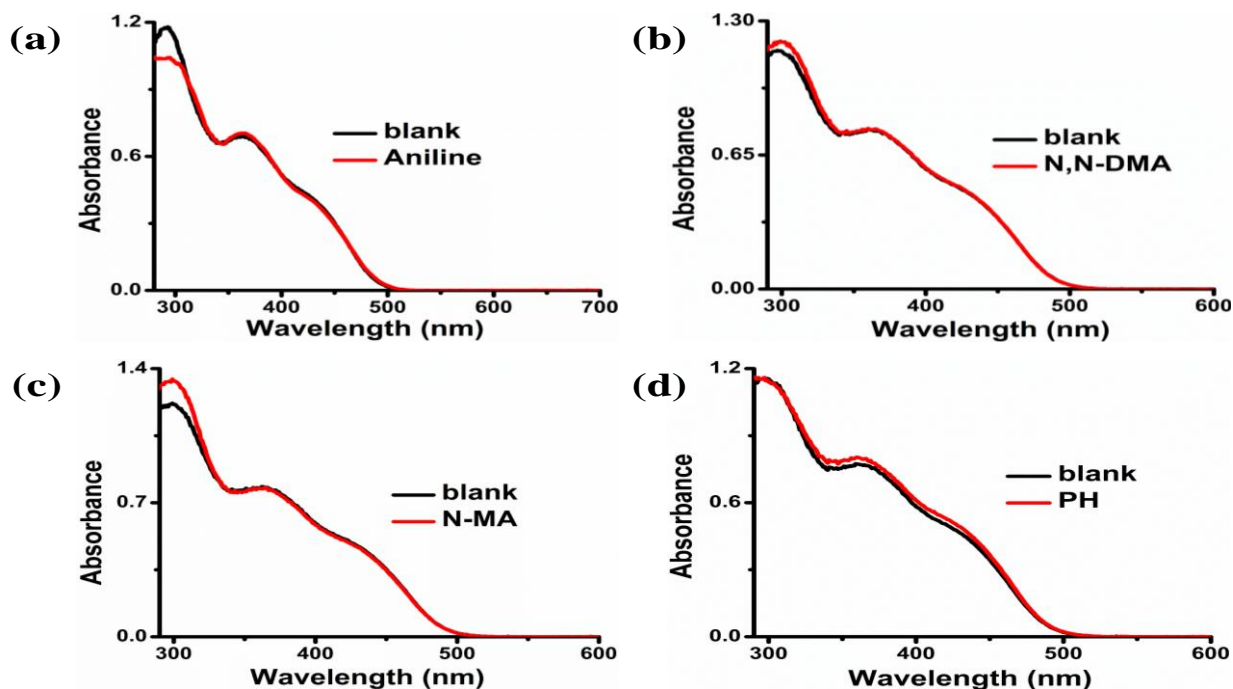 (a)
1.2
0.6
0.0
Absorbance
blank
Aniline
300 400 500 600 700
Wavelength (nm)
(b)
1.30
0.65
0.00
Absorbance
blank
N,N-DMA
300 400 500 600
Wavelength (nm)
(c)
1.4
0.7
0.0
Absorbance
blank
N-MA
300 400 500 600
Wavelength (nm)
(d)
1.2
0.6
0.0
Absorbance
blank
PH
300 400 500 600
Wavelength (nm)